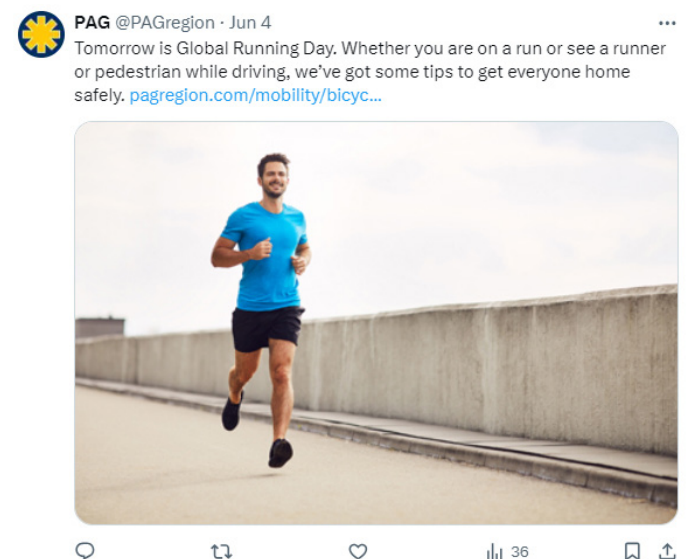 PAG @PAGregion · Jun 4
Tomorrow is Global Running Day. Whether you are on a run or see a runner
or pedestrian while driving, we’ve got some tips to get everyone home
safely. pagregion.com/mobility/bicyc...
36